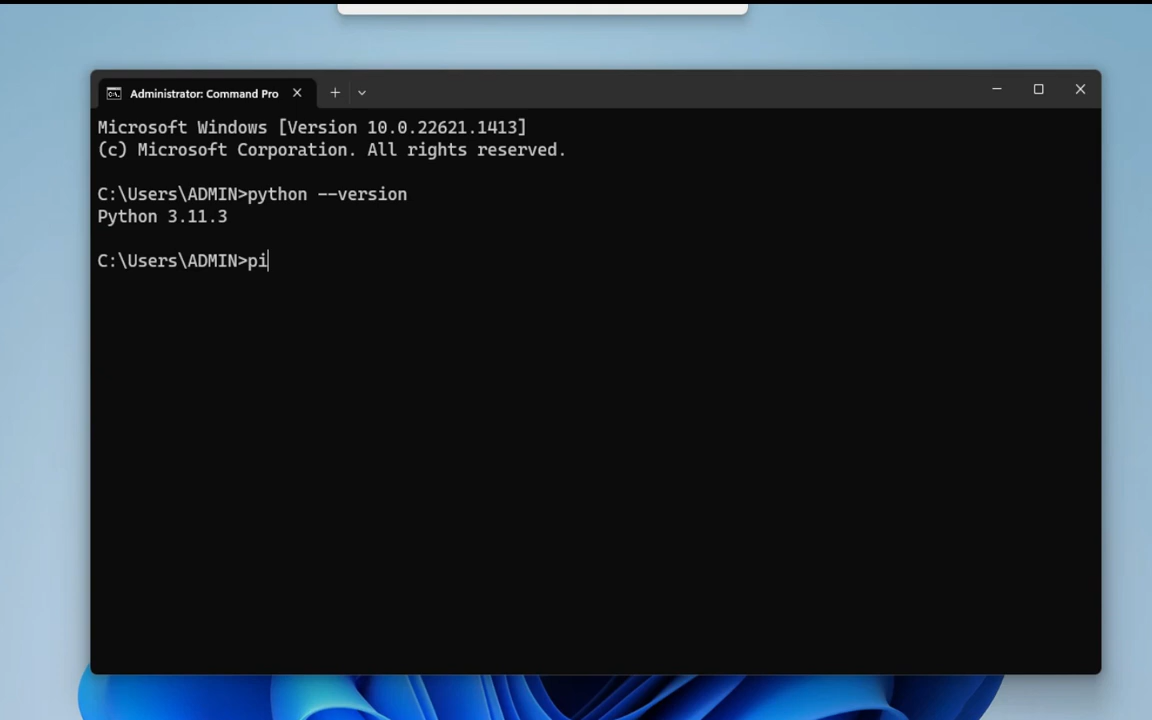 Administrator: Command Pro
Microsoft Windows [Version 10.0.22621.1413]
(c) Microsoft Corporation. All rights reserved.
C:\Users\ADMIN>python --version
Python 3.11.3
C:\Users\ADMIN>pi